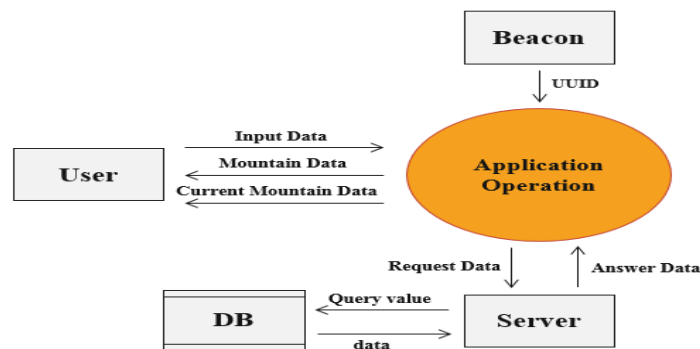 Beacon
UUID
Input Data
Mountain Data
Current Mountain Data
User
Application
Operation
Request Data
Answer Data
Query value
DB
data
Server